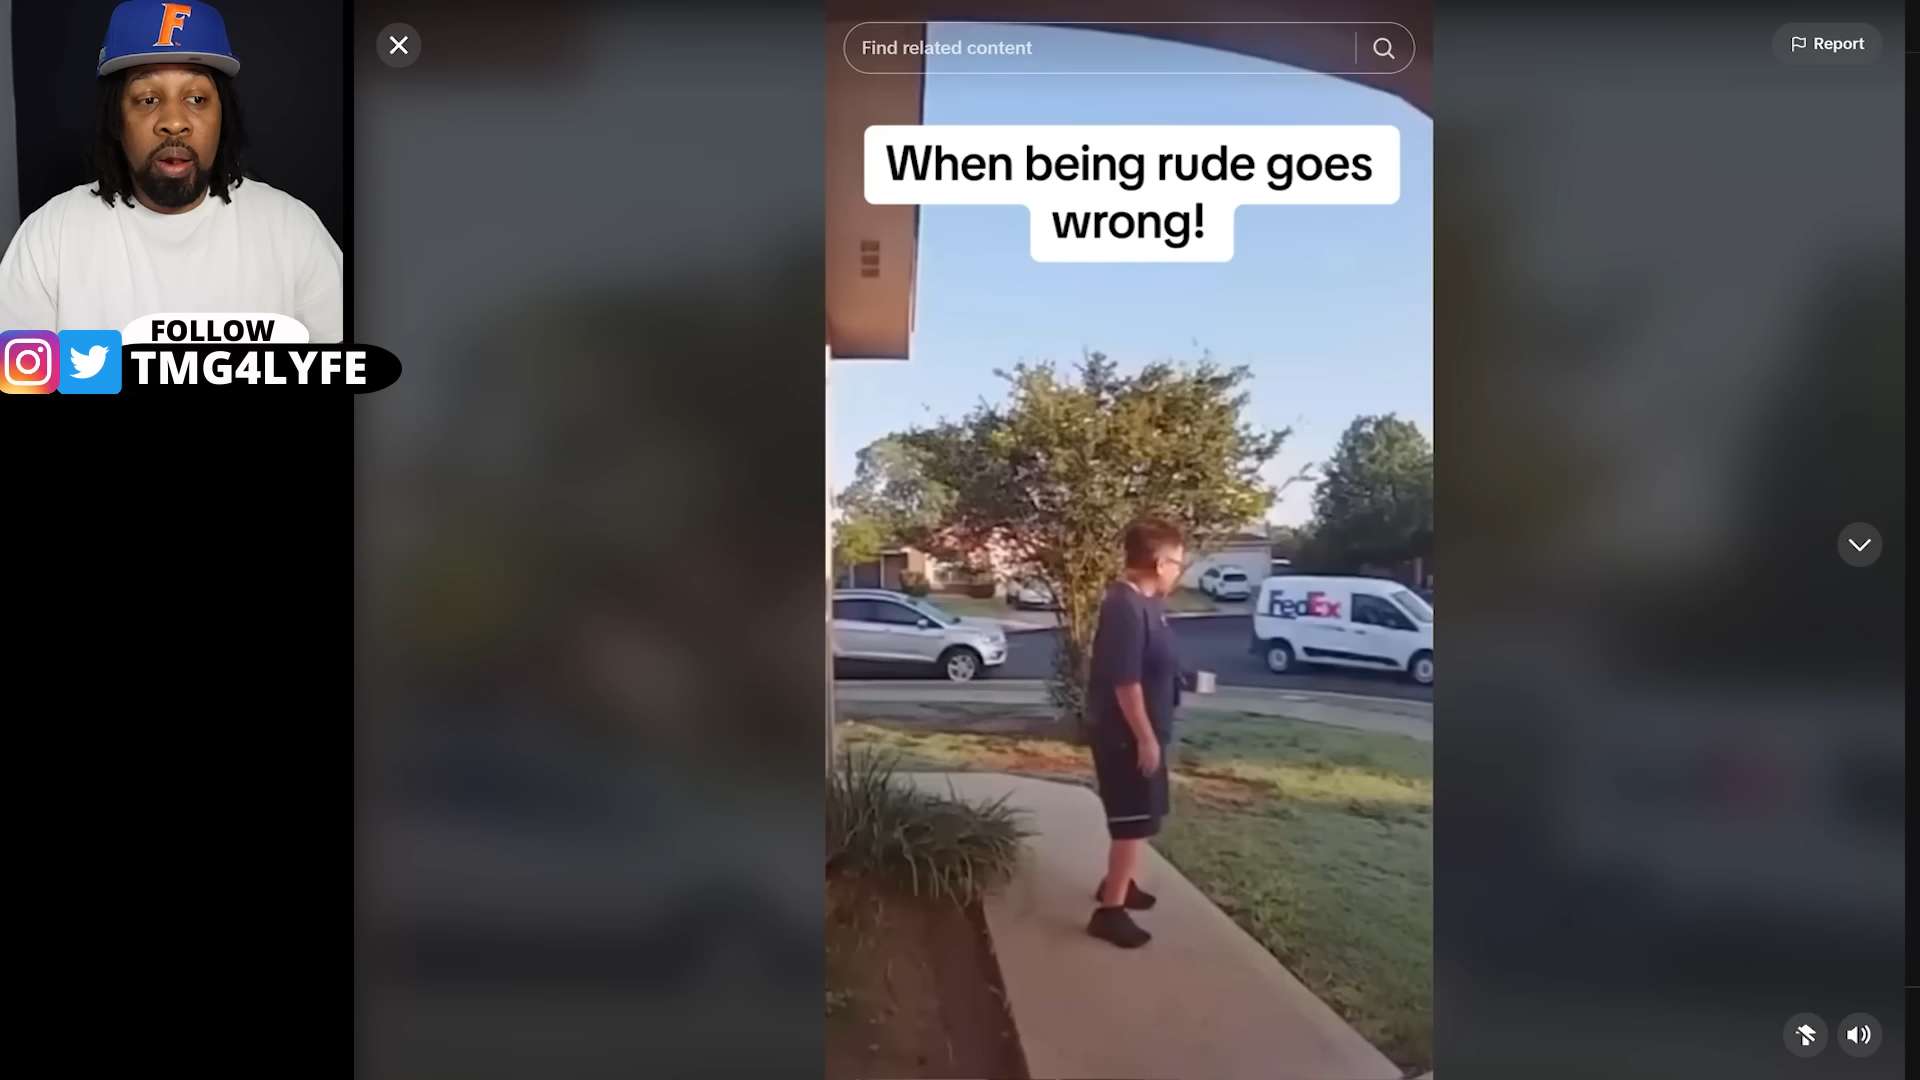 F
Find related content
Report
When being rude goes
wrong!
FOLLOW
TMG4LYFE
FedEx